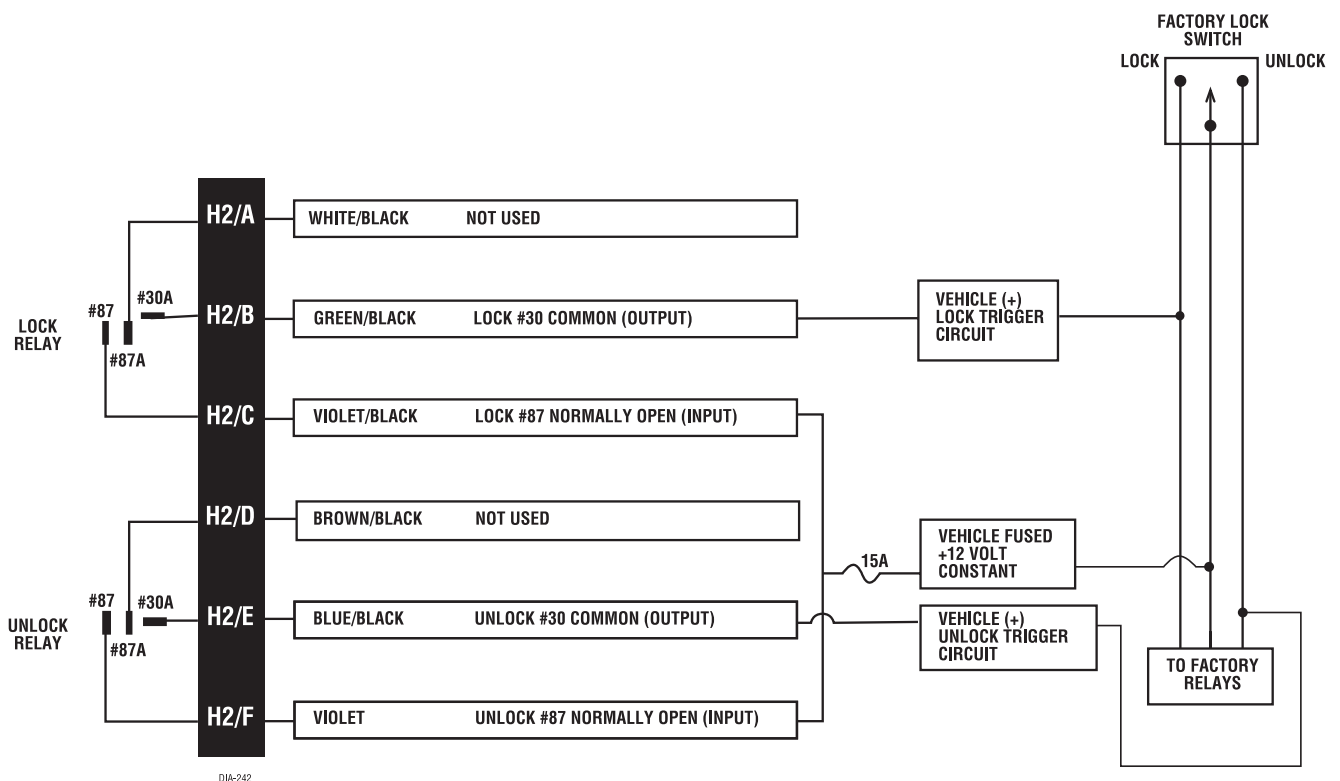 FACTORY LOCK
SWITCH
LOCK
UNLOCK
H2/A
WHITE/BLACK NOT USED
#87
#30A
LOCK
RELAY
#87A
H2/B
GREEN/BLACK LOCK #30 COMMON (OUTPUT)
VEHICLE (+)
LOCK TRIGGER
CIRCUIT
H2/C
VIOLET/BLACK LOCK #87 NORMALLY OPEN (INPUT)
H2/D
BROWN/BLACK NOT USED
15A
VEHICLE FUSED
+12 VOLT
CONSTANT
#87
#30A
UNLOCK
RELAY
#87A
H2/E
BLUE/BLACK UNLOCK #30 COMMON (OUTPUT)
VEHICLE (+)
UNLOCK TRIGGER
CIRCUIT
TO FACTORY
RELAYS
H2/F
VIOLET UNLOCK #87 NORMALLY OPEN (INPUT)
DIA-242